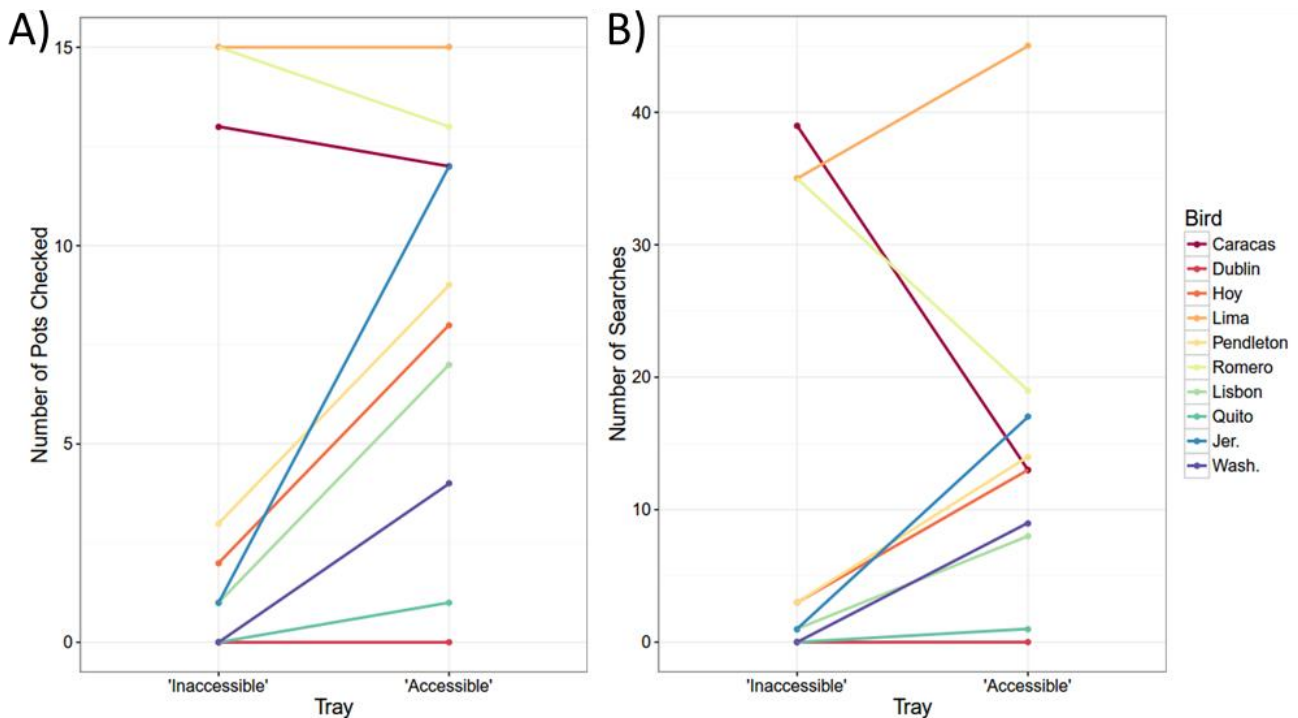 A)
Number of Pots Checked
15
10
5
0
'Inaccessible'
'Accessible'
Tray
B)
Number of Searches
40
30
20
10
0
'Inaccessible'
'Accessible'
Tray
Bird
Caracas
Dublin
Hoy
Lima
Pendleton
Romero
Lisbon
Quito
Jer.
Wash.